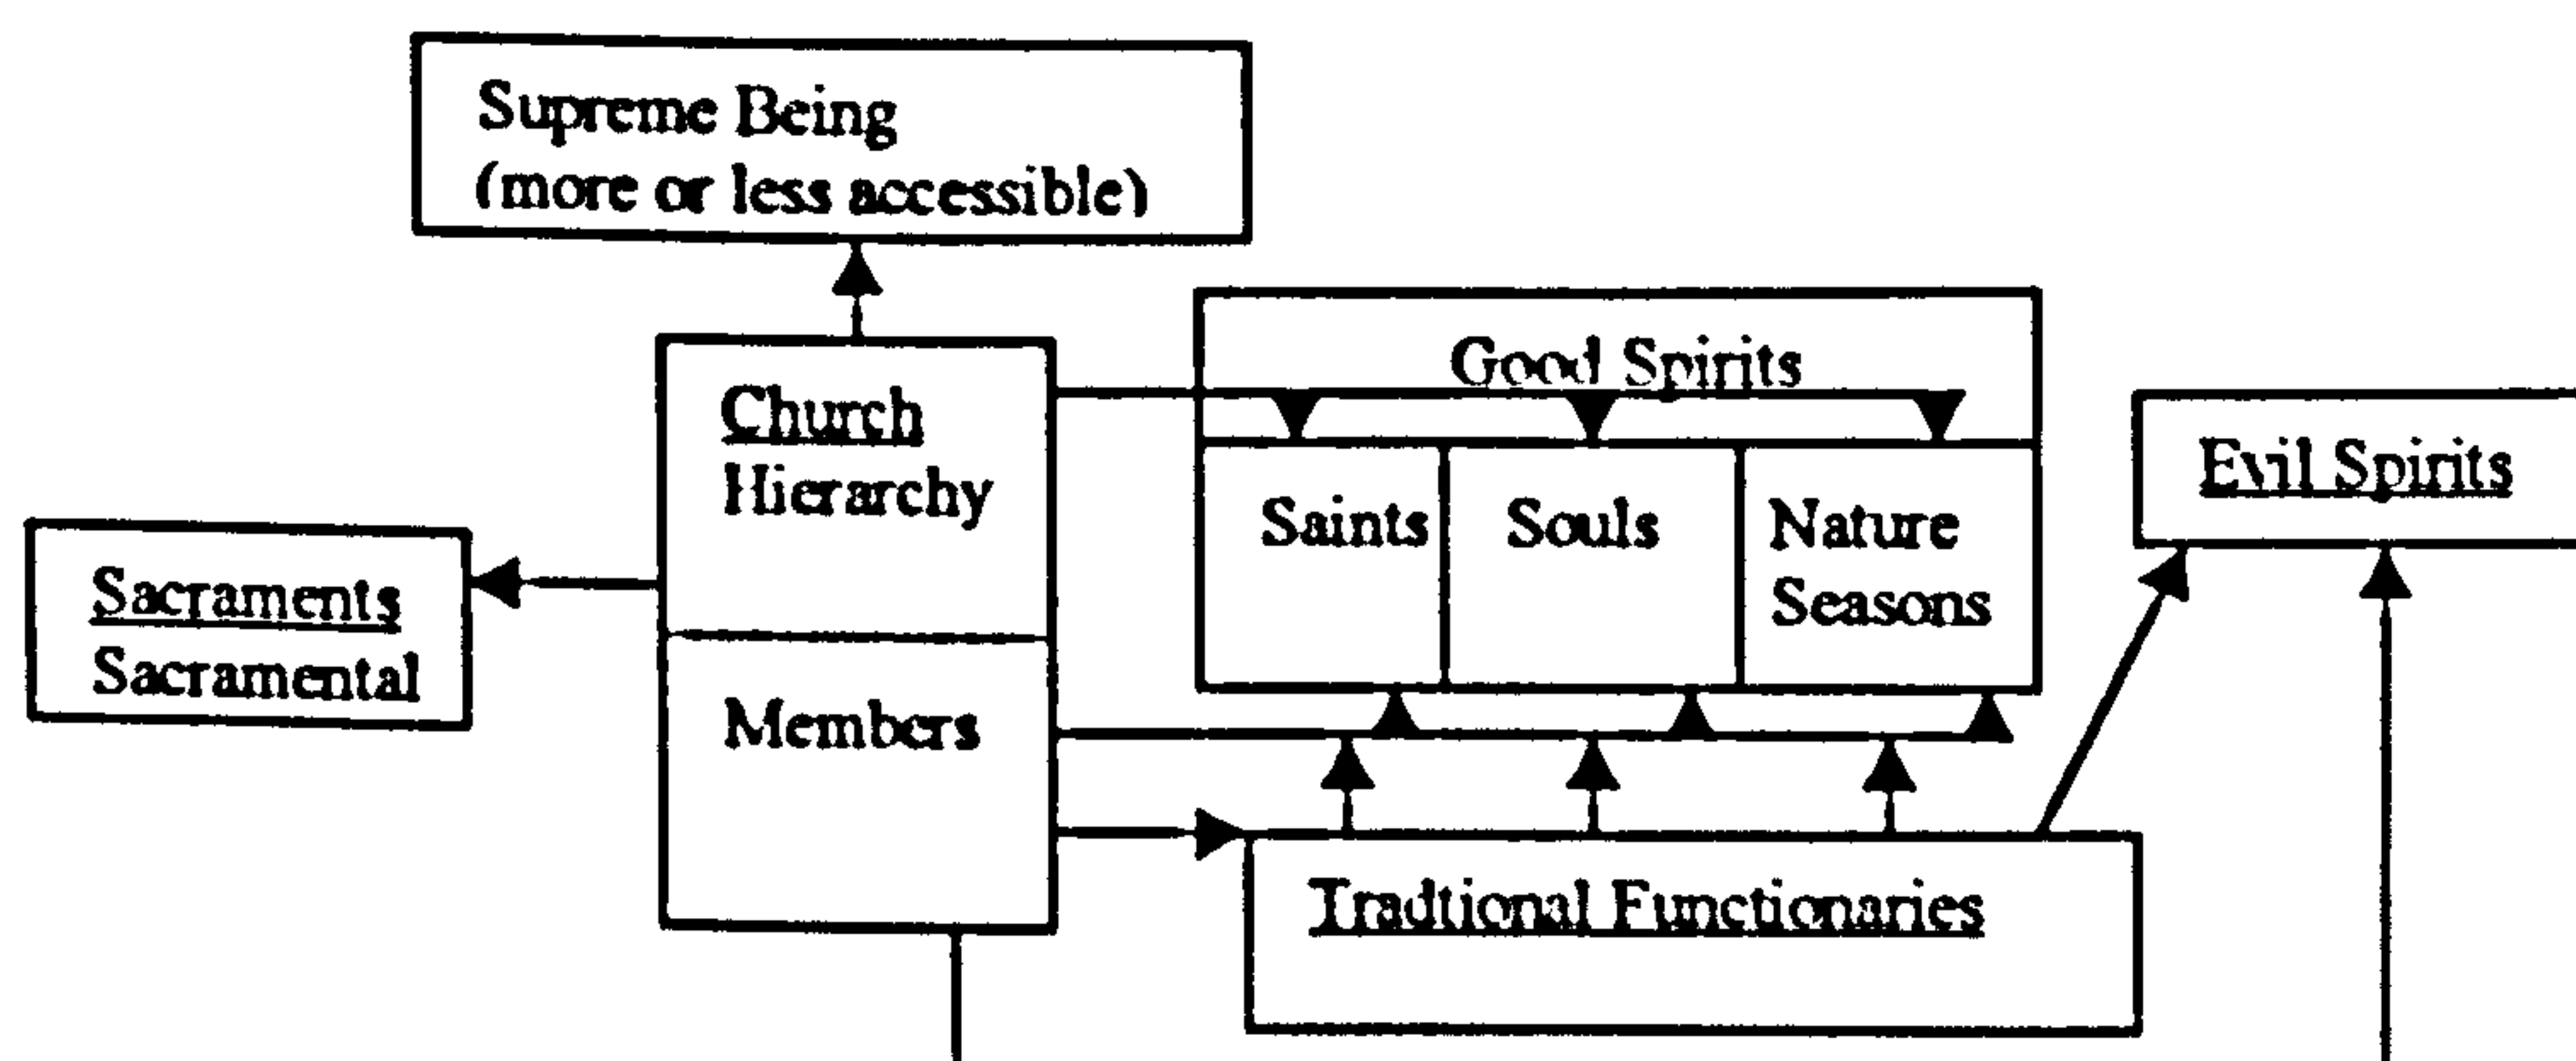 Supreme Being
(more or less accessible)
Good Spirits
Church
Hierarchy
Evil Spirits
Saints
Souls
Nature
Seasons
Sacraments
Sacramental
Members
Tradtional Functionaries